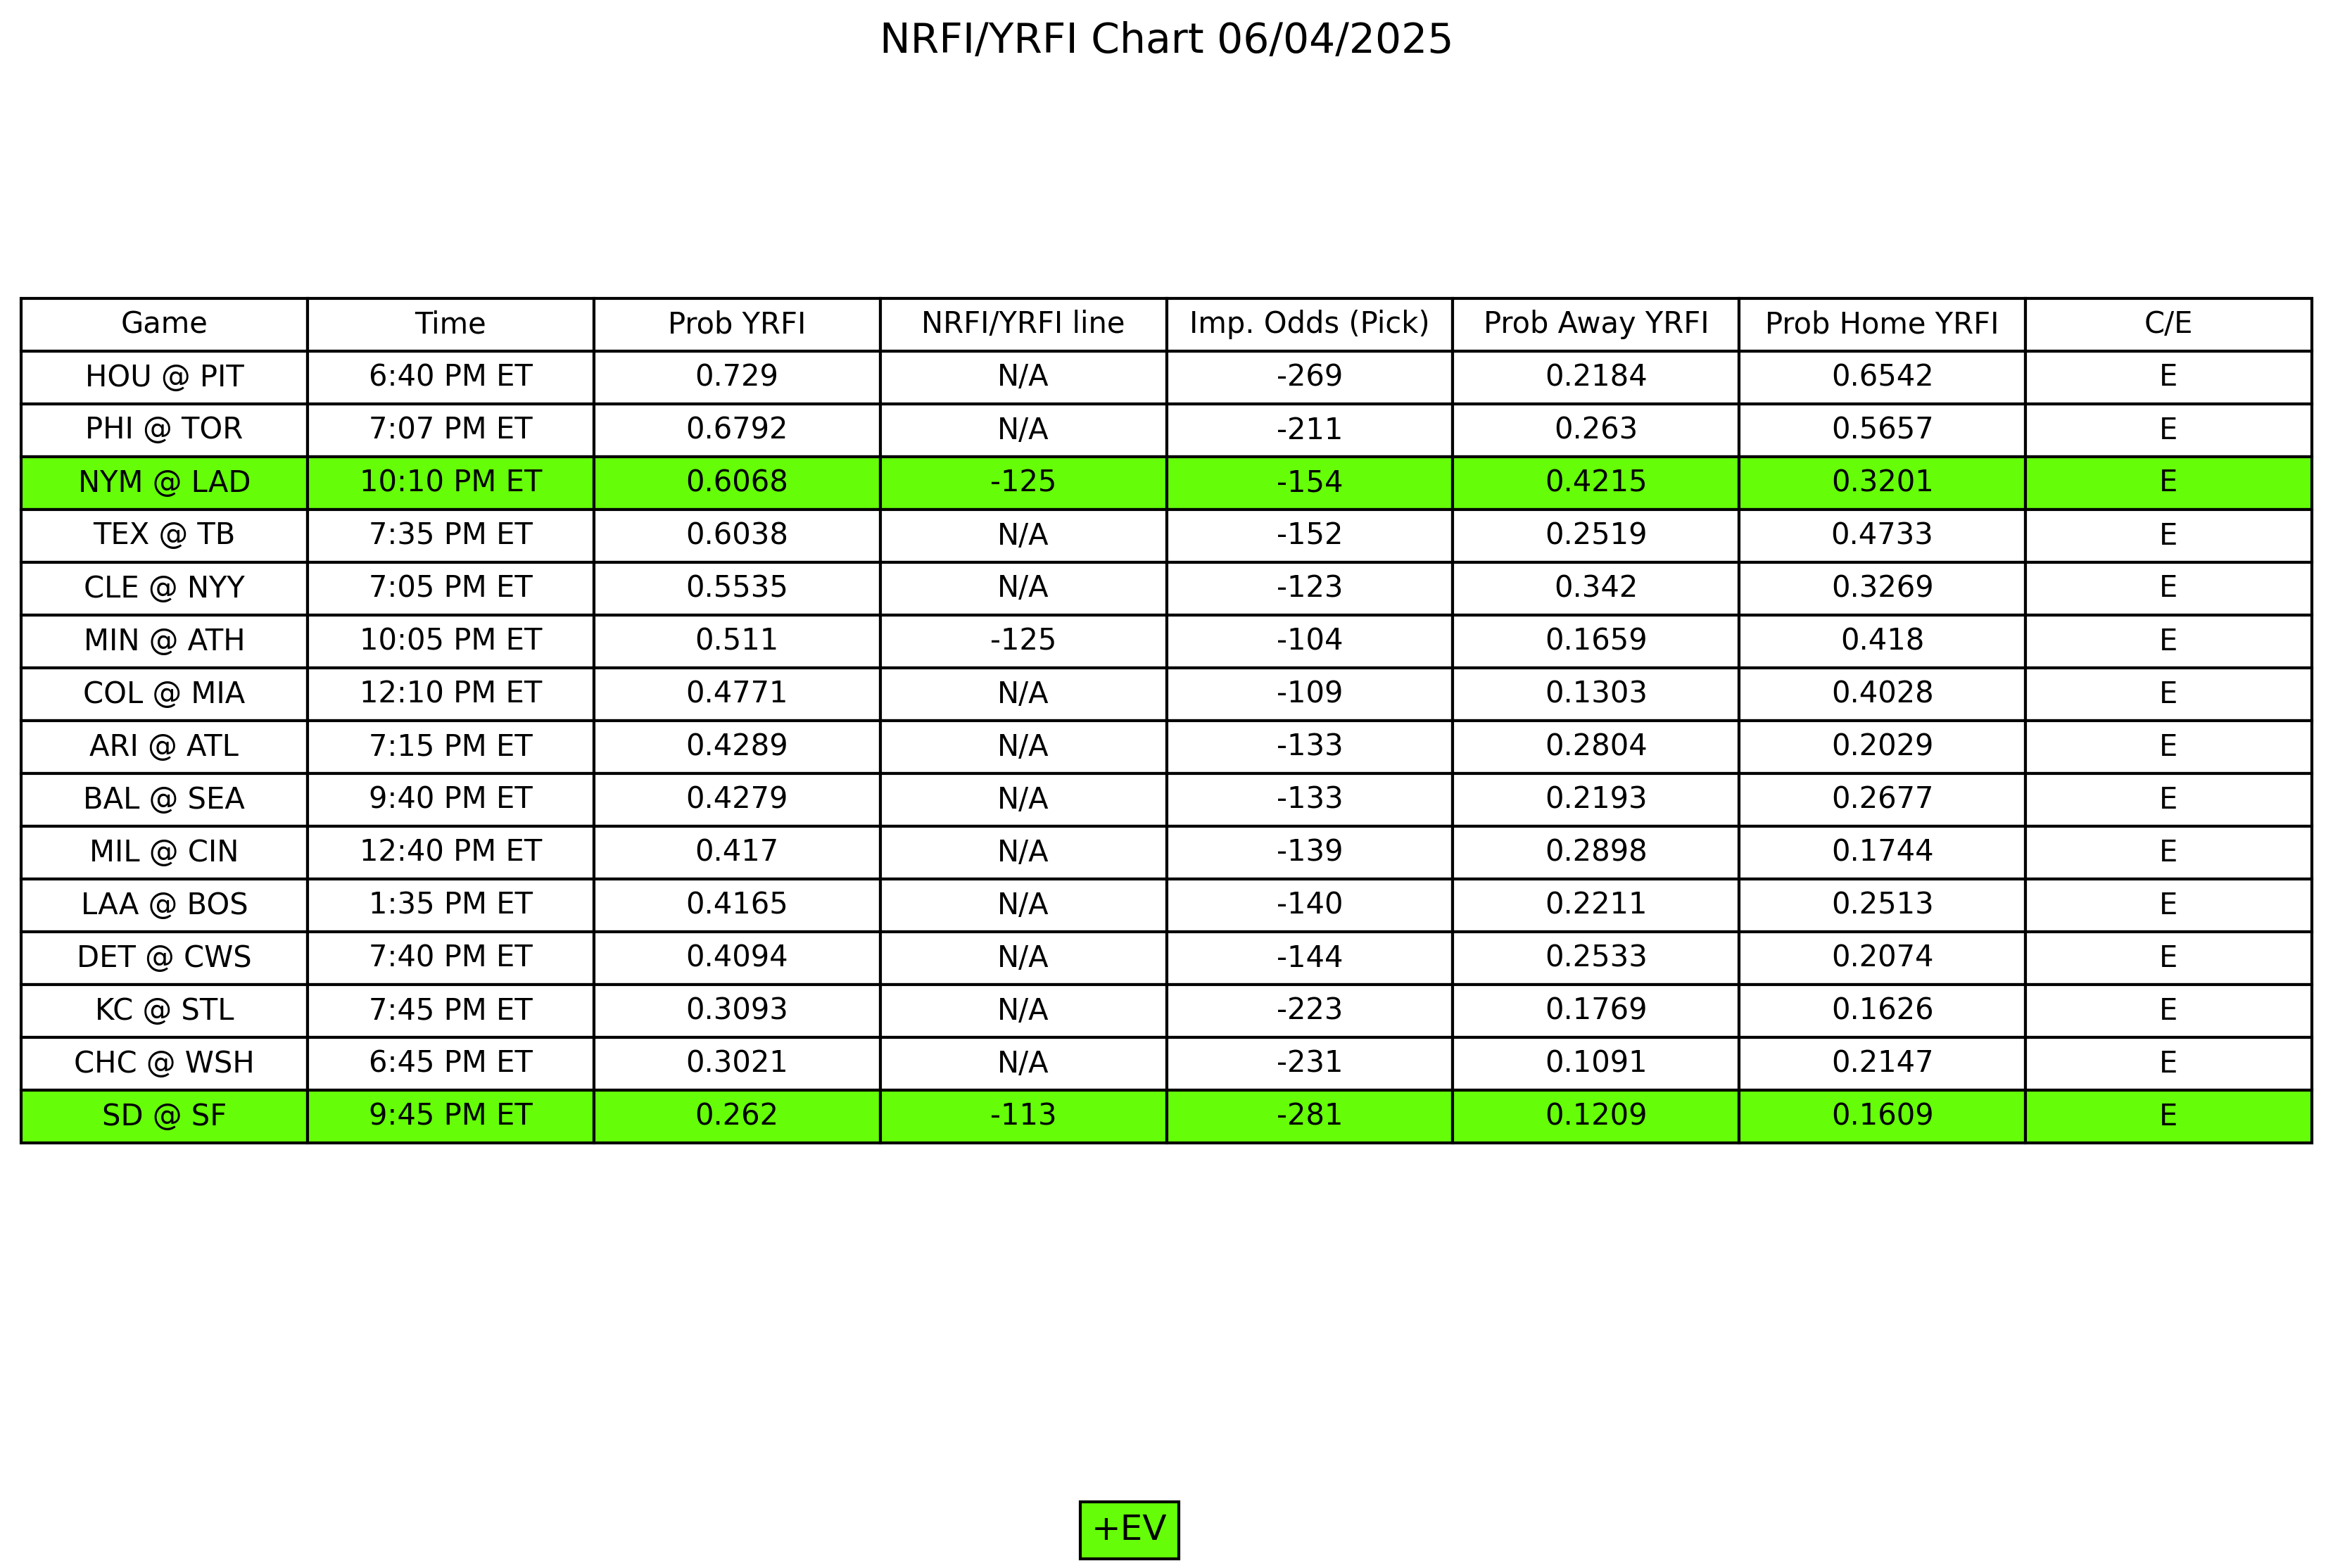 NRFI/YRFI Chart 06/04/2025
Game Time Prob YRFI NRFI/YRFI line Imp. Odds (Pick) Prob Away YRFI Prob Home YRFI C/E
HOU @ PIT 6:40 PM ET 0.729 N/A -269 0.2184 0.6542 E
PHI @ TOR 7:07 PM ET 0.6792 N/A -211 0.263 0.5657 E
NYM @ LAD 10:10 PM ET 0.6068 -125 -154 0.4215 0.3201 E
TEX @ TB 7:35 PM ET 0.6038 N/A -152 0.2519 0.4733 E
CLE @ NYY 7:05 PM ET 0.5535 N/A -123 0.342 0.3269 E
MIN @ ATH 10:05 PM ET 0.511 -125 -104 0.1659 0.418 E
COL @ MIA 12:10 PM ET 0.4771 N/A -109 0.1303 0.4028 E
ARI @ ATL 7:15 PM ET 0.4289 N/A -133 0.2804 0.2029 E
BAL @ SEA 9:40 PM ET 0.4279 N/A -133 0.2193 0.2677 E
MIL @ CIN 12:40 PM ET 0.417 N/A -139 0.2898 0.1744 E
LAA @ BOS 1:35 PM ET 0.4165 N/A -140 0.2211 0.2513 E
DET @ CWS 7:40 PM ET 0.4094 N/A -144 0.2533 0.2074 E
KC @ STL 7:45 PM ET 0.3093 N/A -223 0.1769 0.1626 E
CHC @ WSH 6:45 PM ET 0.3021 N/A -231 0.1091 0.2147 E
SD @ SF 9:45 PM ET 0.262 -113 -281 0.1209 0.1609 E
+EV